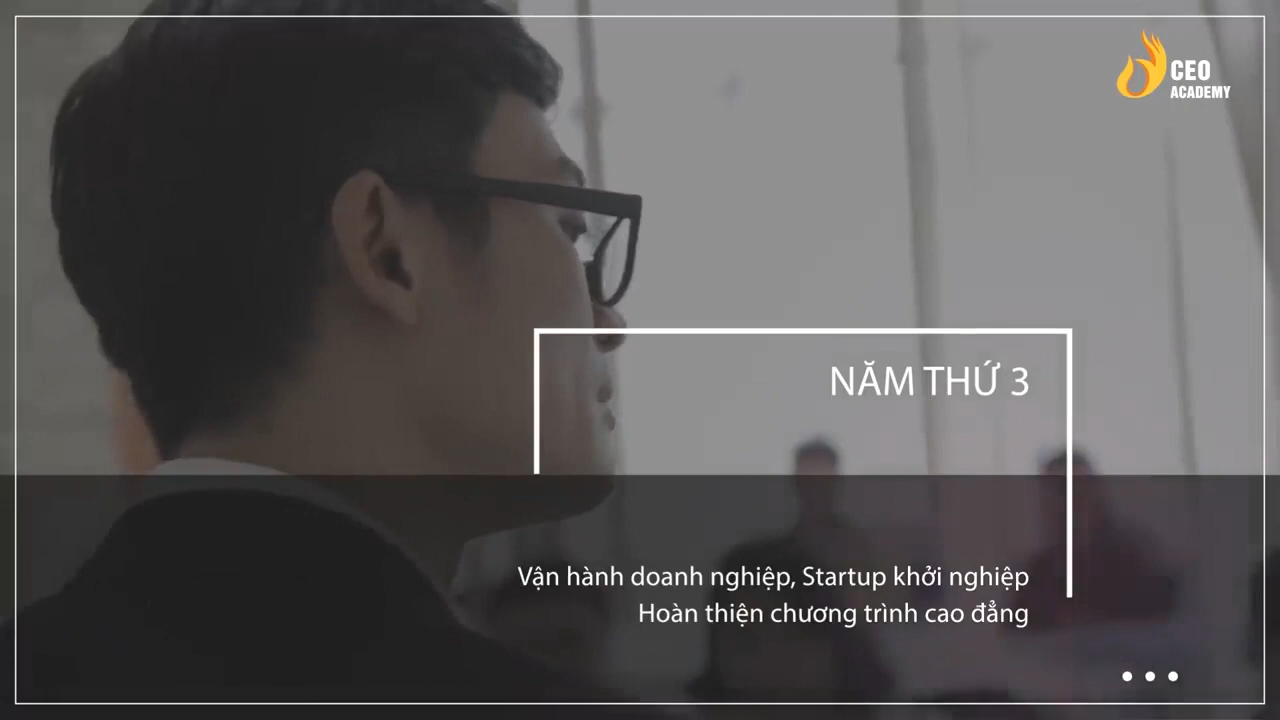 CEO
ACADEMY
NĂM THỨ 3
Vận hành doanh nghiệp, Startup khởi nghiệp
Hoàn thiện chương trình cao đẳng